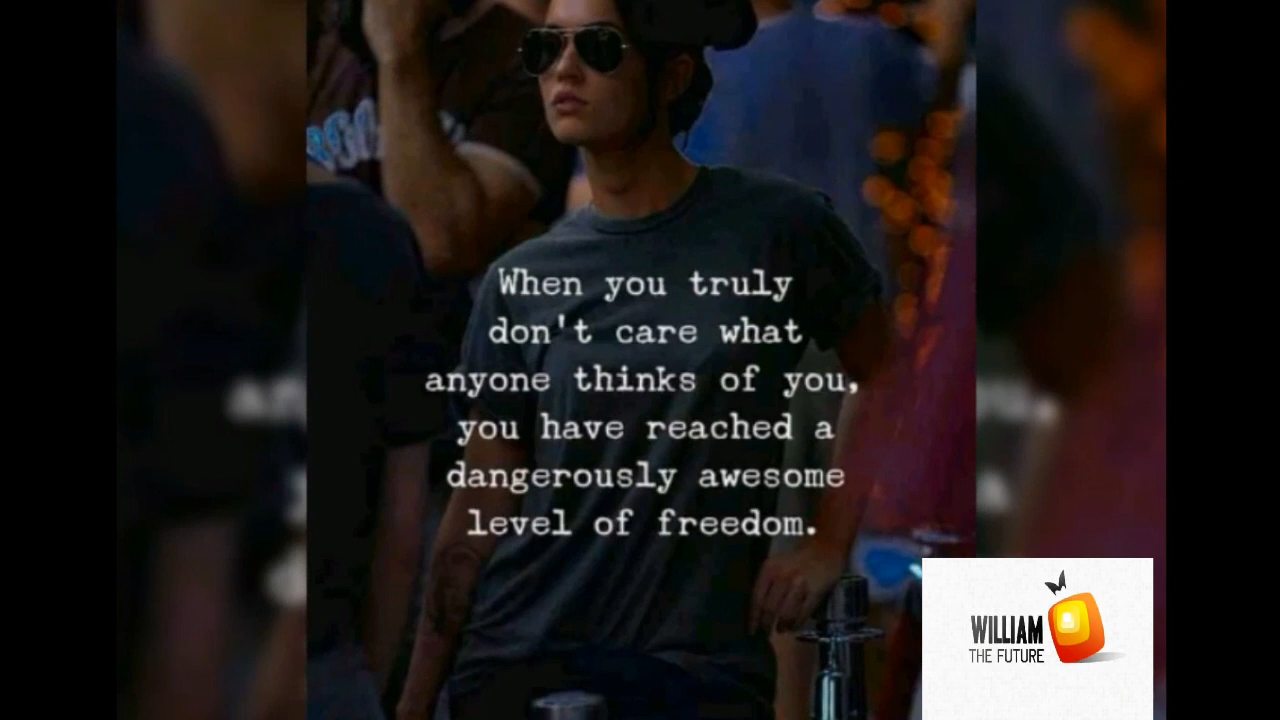 When you truly
don't care what
anyone thinks of you,
you have reached a
dangerously awesome
level of freedom.
WILLIAM
THE FUTURE